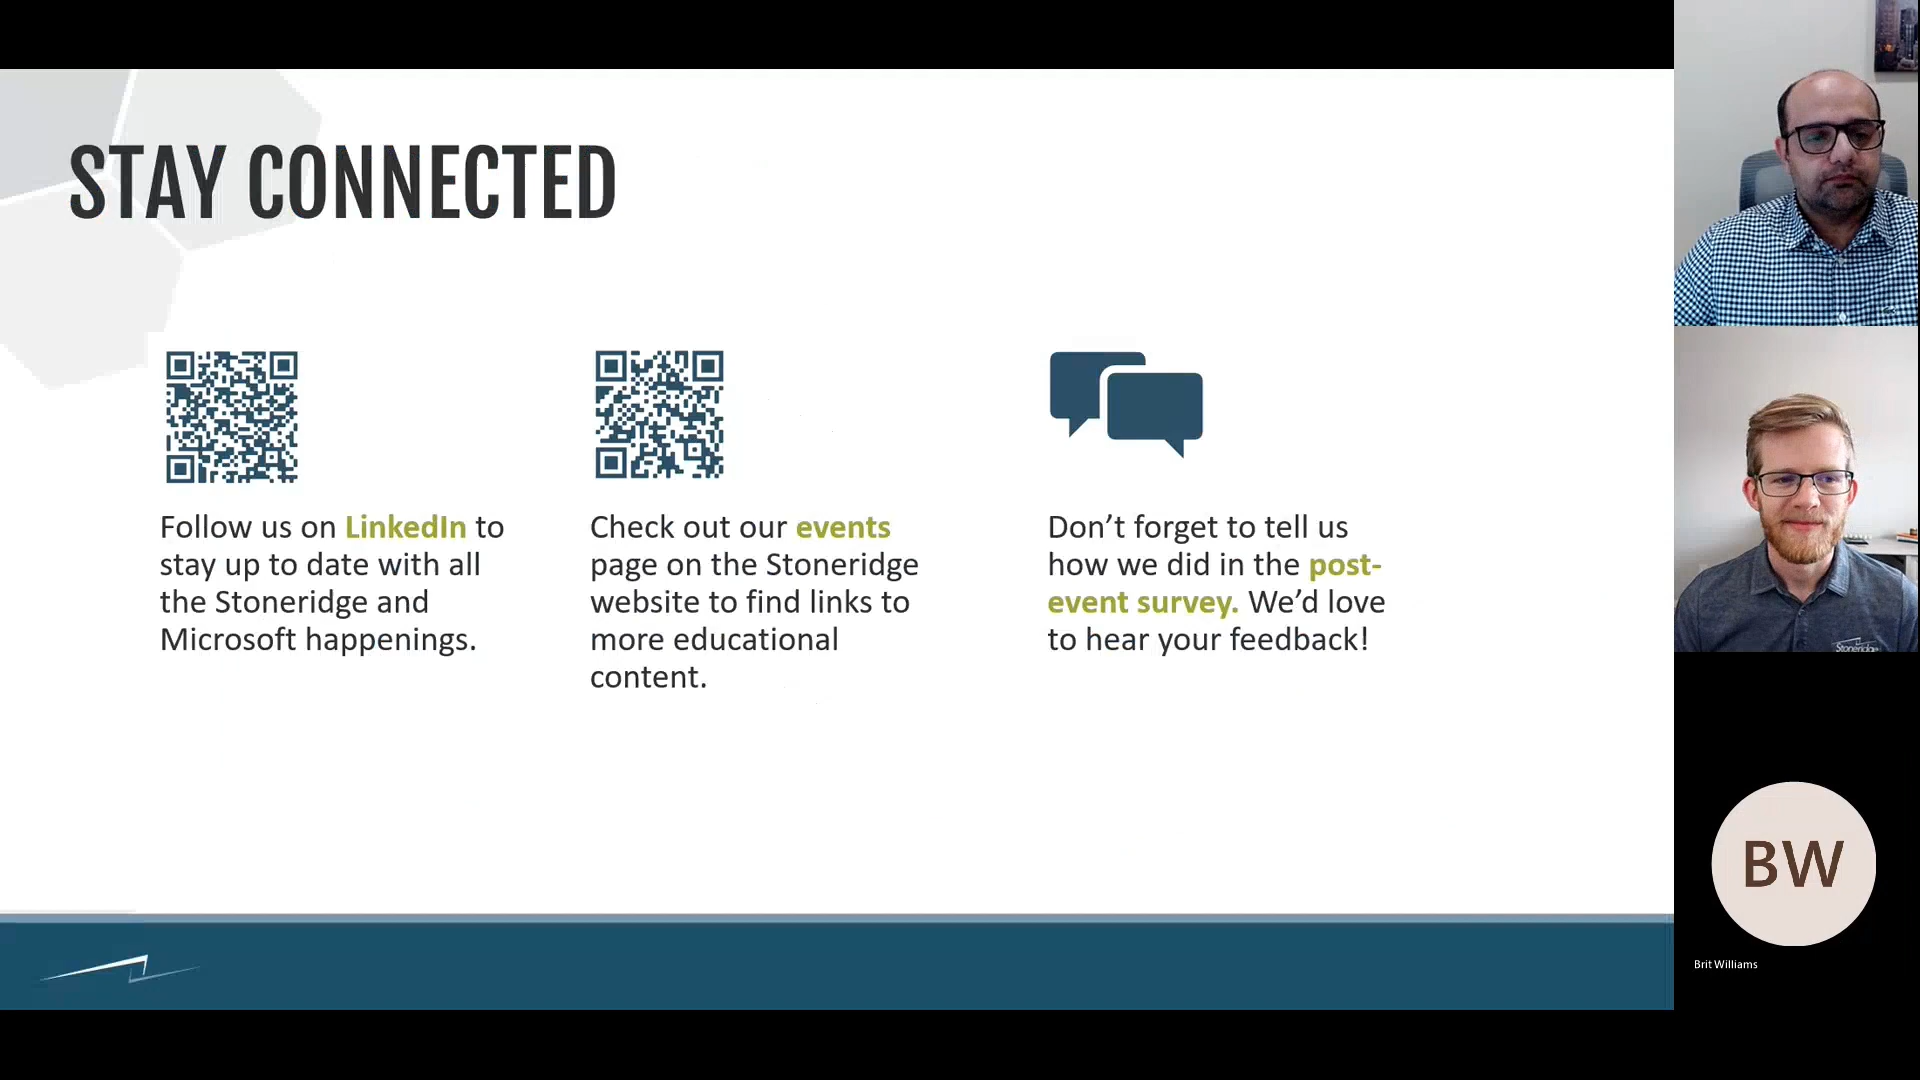 STAY CONNECTED
Follow us on LinkedIn to
stay up to date with all
the Stoneridge and
Microsoft happenings.
Check out our events
page on the Stoneridge
website to find links to
more educational
content.
Don’t forget to tell us
how we did in the post-
event survey. We’d love
to hear your feedback!
Stoneridge
BW
Brit Williams